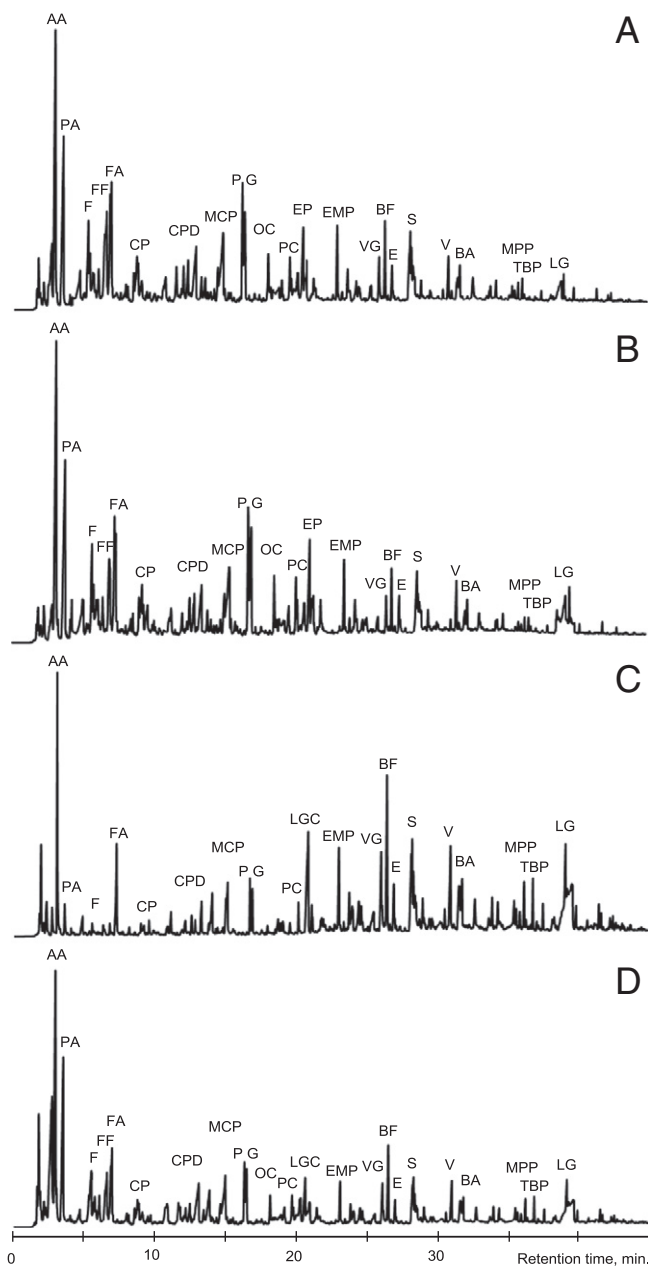 A
AA
PA
F
FF
FA
CP
CPD
MCP
P G
OC
PC
EP
EMP
VG
BF
E
S
V
BA
MPP
TBP
LG
B
AA
PA
F
FF
FA
CP
CPD
MCP
P G
OC
PC
EP
EMP
VG
BF
E
S
V
BA
MPP
TBP
LG
C
AA
PA
F
FA
CP
CPD
MCP
P G
PC
LGC
EMP
VG
BF
E
S
V
BA
MPP
TBP
LG
D
AA
PA
F
FF
FA
CP
CPD
MCP
P G
OC
PC
LGC
EMP
VG
BF
E
S
V
BA
MPP
TBP
LG
0 10 20 30 Retention time, min.